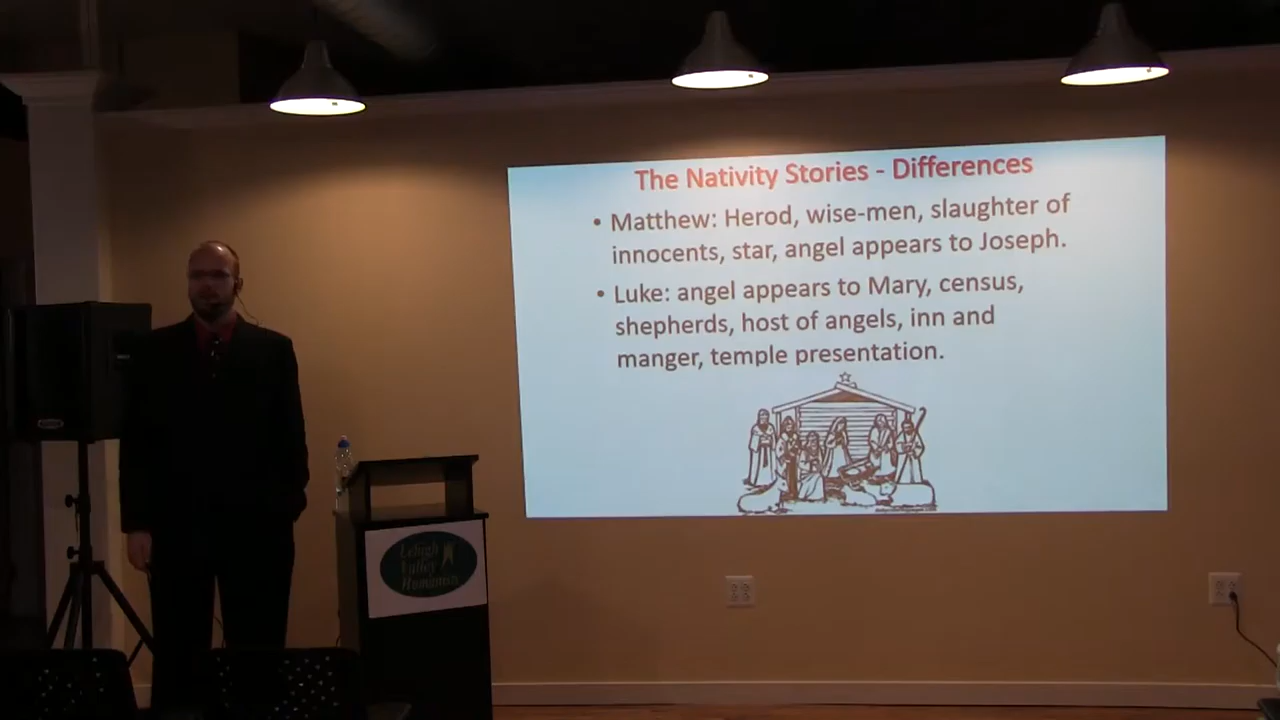 The Nativity Stories - Differences
• Matthew: Herod, wise-men, slaughter of
innocents, star, angel appears to Joseph.
• Luke: angel appears to Mary, census,
shepherds, host of angels, inn and
manger, temple presentation.
Lehigh
Valley
Humanists